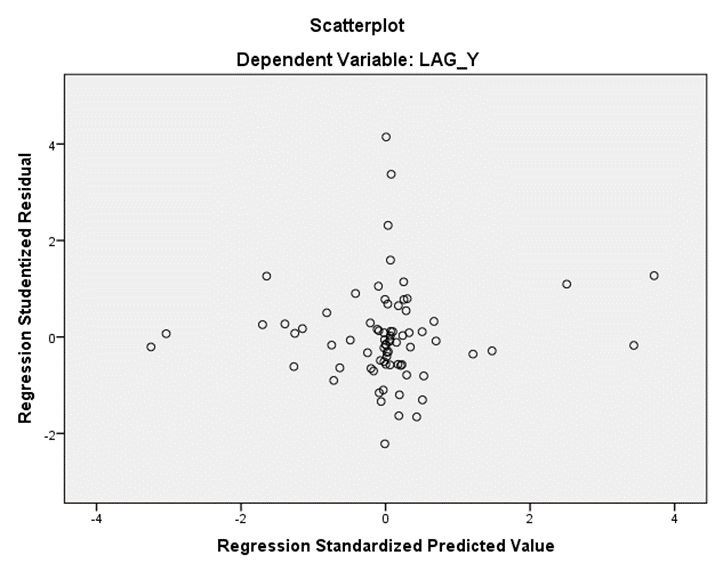 Scatterplot
Dependent Variable: LAG_Y
Regression Studentized Residual
4
2
0
-2
-4
-2
0
2
4
Regression Standardized Predicted Value